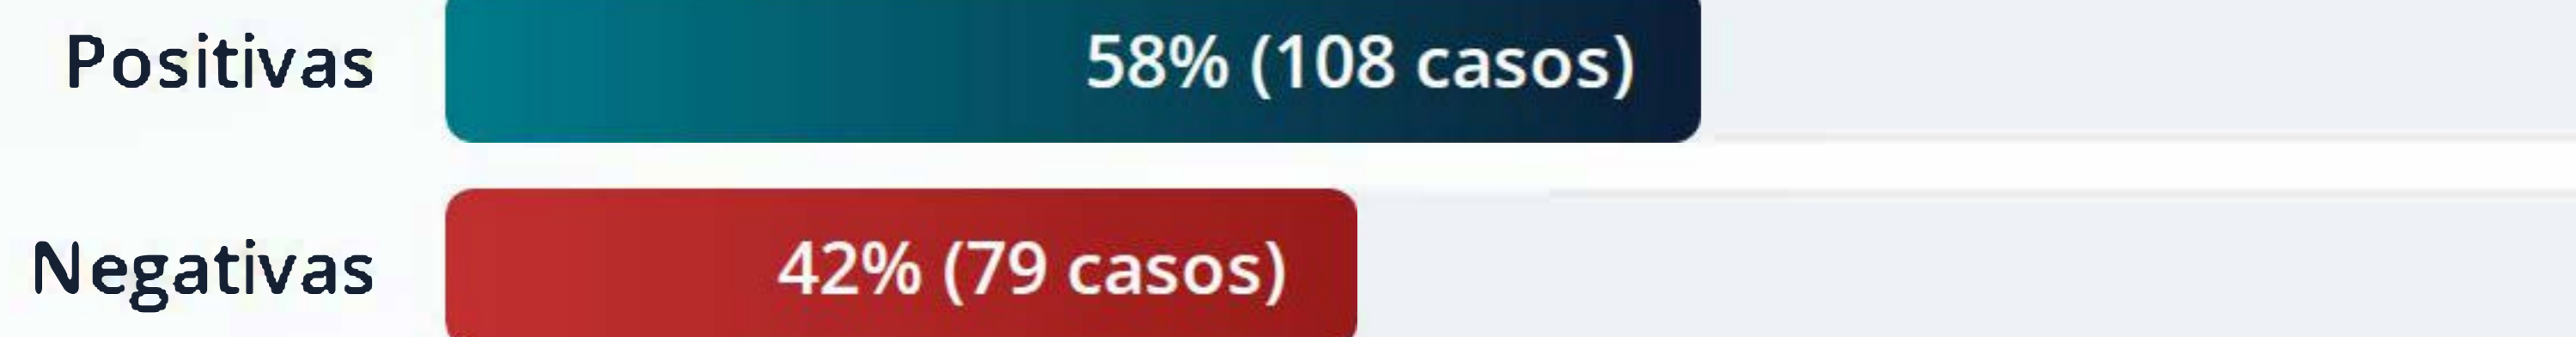 Positivas 58% (108 casos)
Negativas 42% (79 casos)